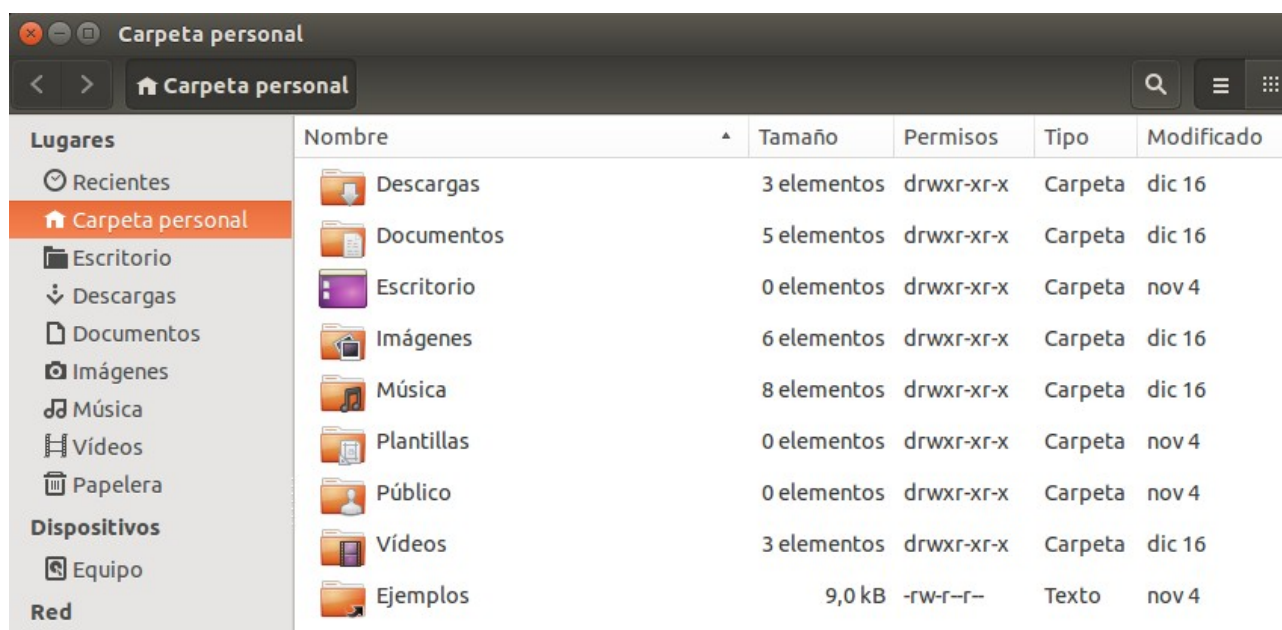 Carpeta personal
Carpeta personal
Lugares
Recientes
Carpeta personal
Escritorio
Descargas
Documentos
Imágenes
Música
Vídeos
Papelera
Dispositivos
Equipo
Red
Nombre Tamaño Permisos Tipo Modificado
Descargas 3 elementos drwxr-xr-x Carpeta dic 16
Documentos 5 elementos drwxr-xr-x Carpeta dic 16
Escritorio 0 elementos drwxr-xr-x Carpeta nov 4
Imágenes 6 elementos drwxr-xr-x Carpeta dic 16
Música 8 elementos drwxr-xr-x Carpeta dic 16
Plantillas 0 elementos drwxr-xr-x Carpeta nov 4
Público 0 elementos drwxr-xr-x Carpeta nov 4
Vídeos 3 elementos drwxr-xr-x Carpeta dic 16
Ejemplos 9,0 kB -rw-r--r-- Texto nov 4